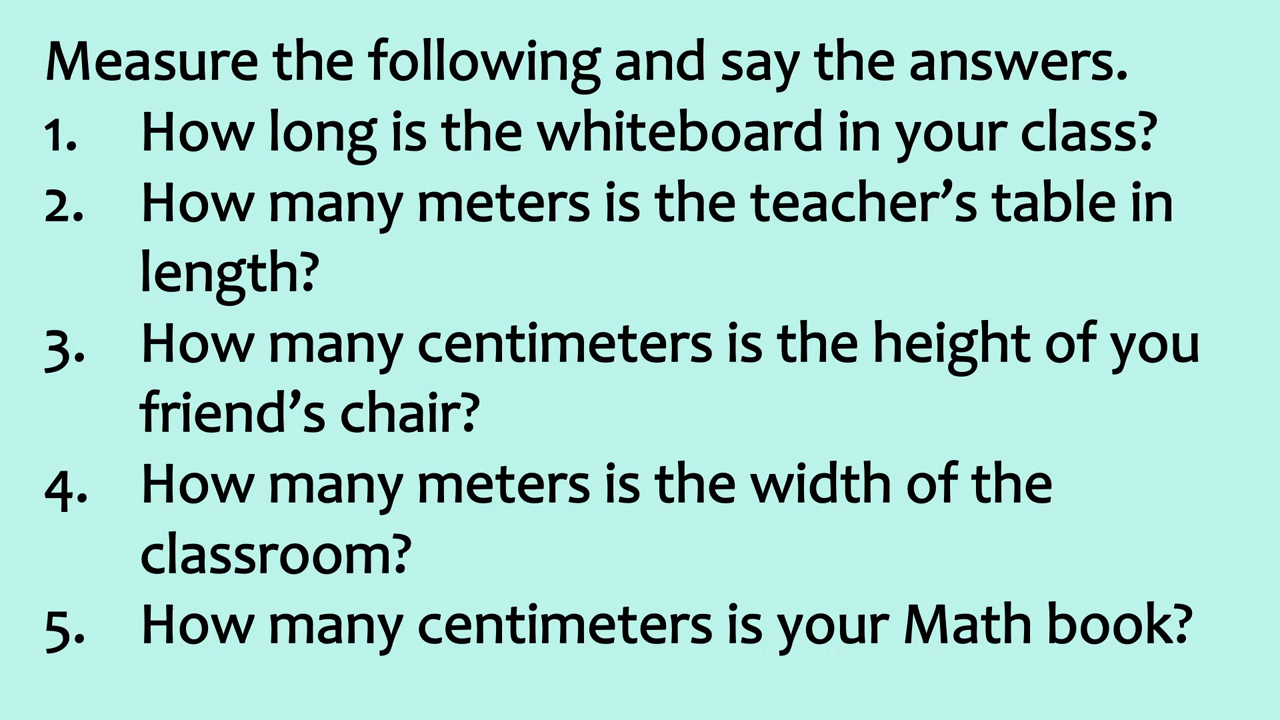 Measure the following and say the answers.
1. How long is the whiteboard in your class?
2. How many meters is the teacher’s table in
length?
3. How many centimeters is the height of you
friend’s chair?
4. How many meters is the width of the
classroom?
5. How many centimeters is your Math book?